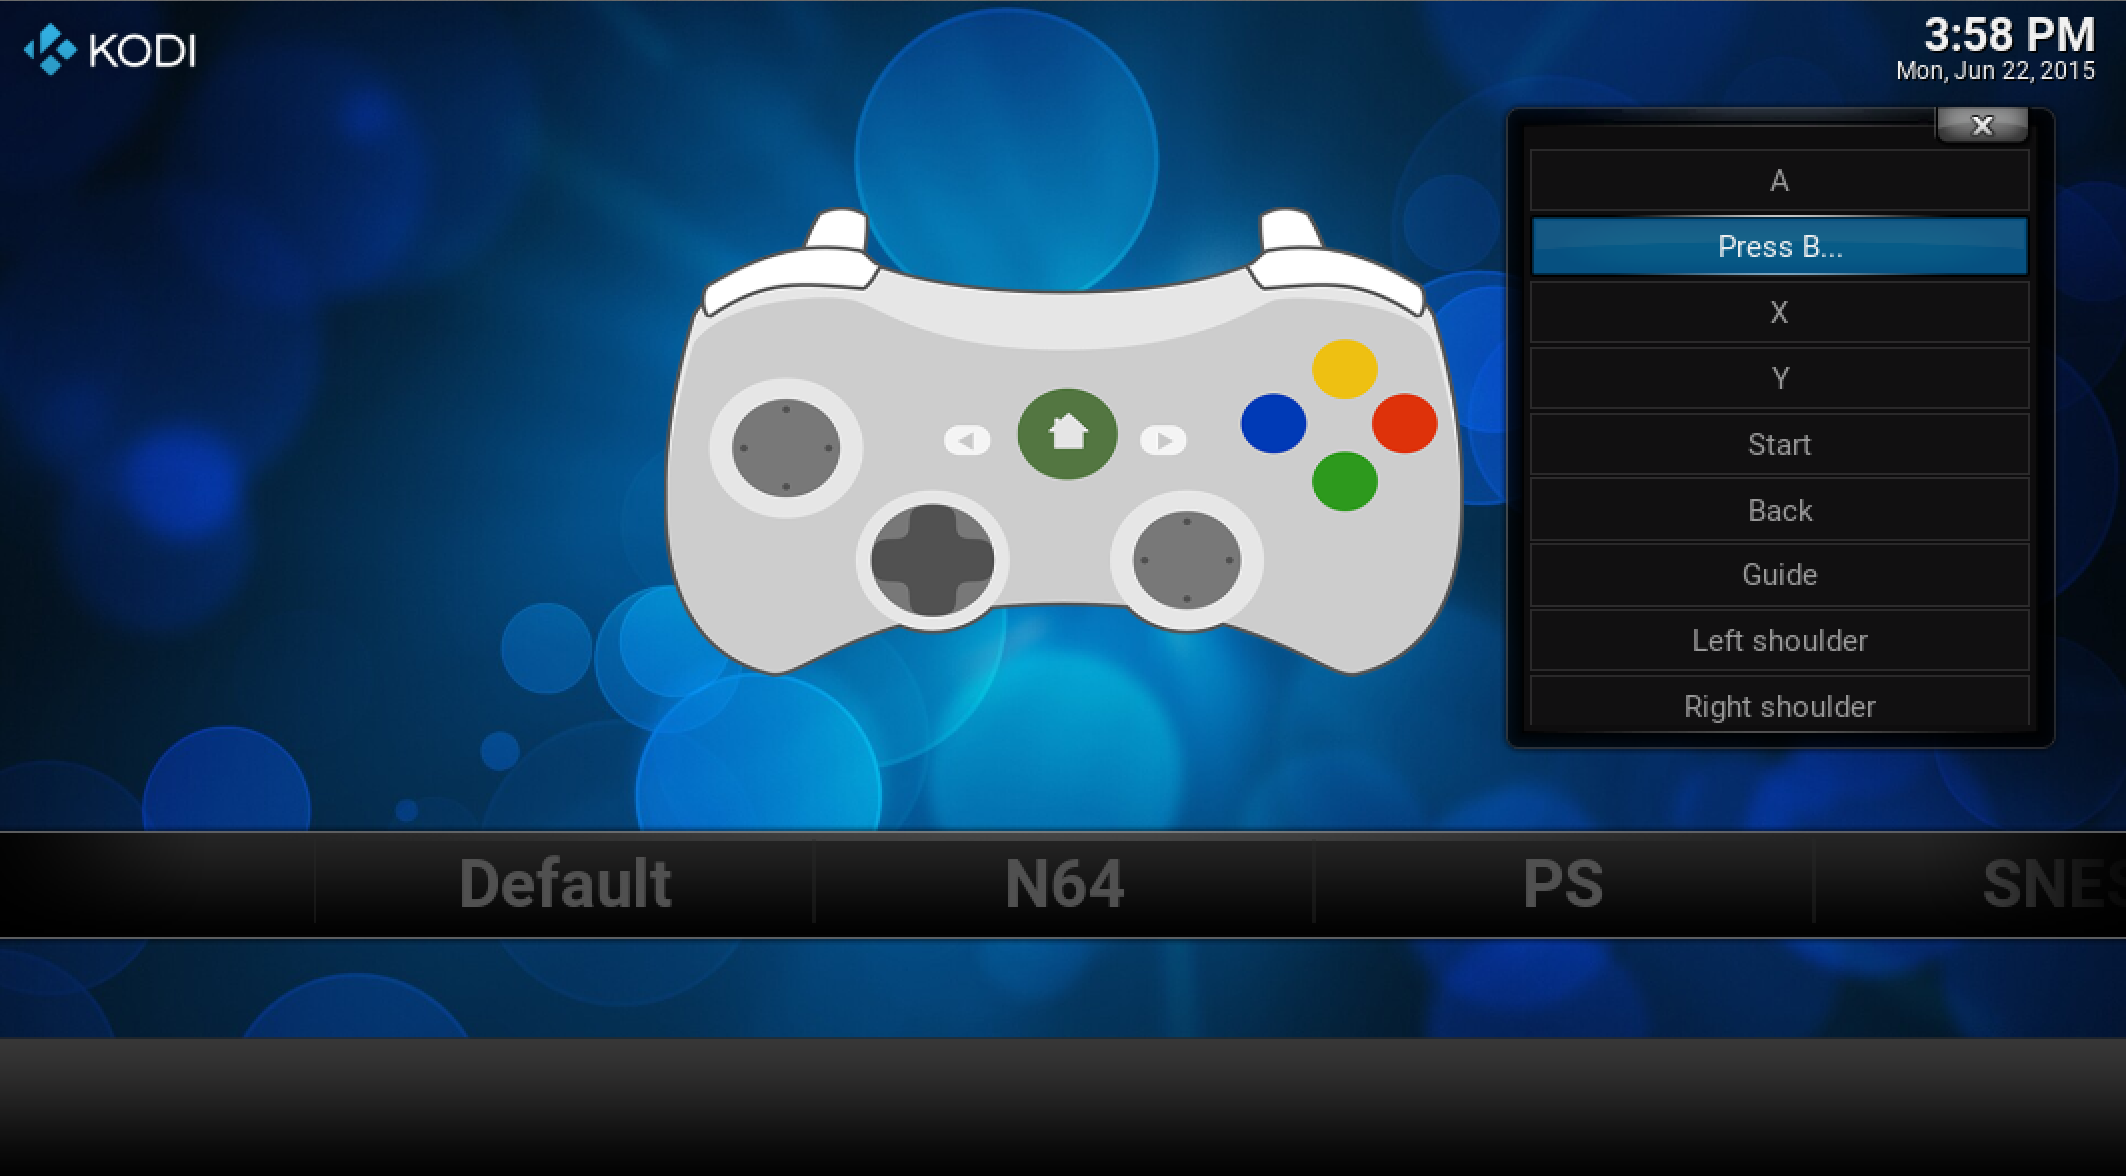 KODI
3:58 PM
Mon, Jun 22, 2015
X
A
Press B...
X
Y
Start
Back
Guide
Left shoulder
Right shoulder
Default
N64
PS
SNES